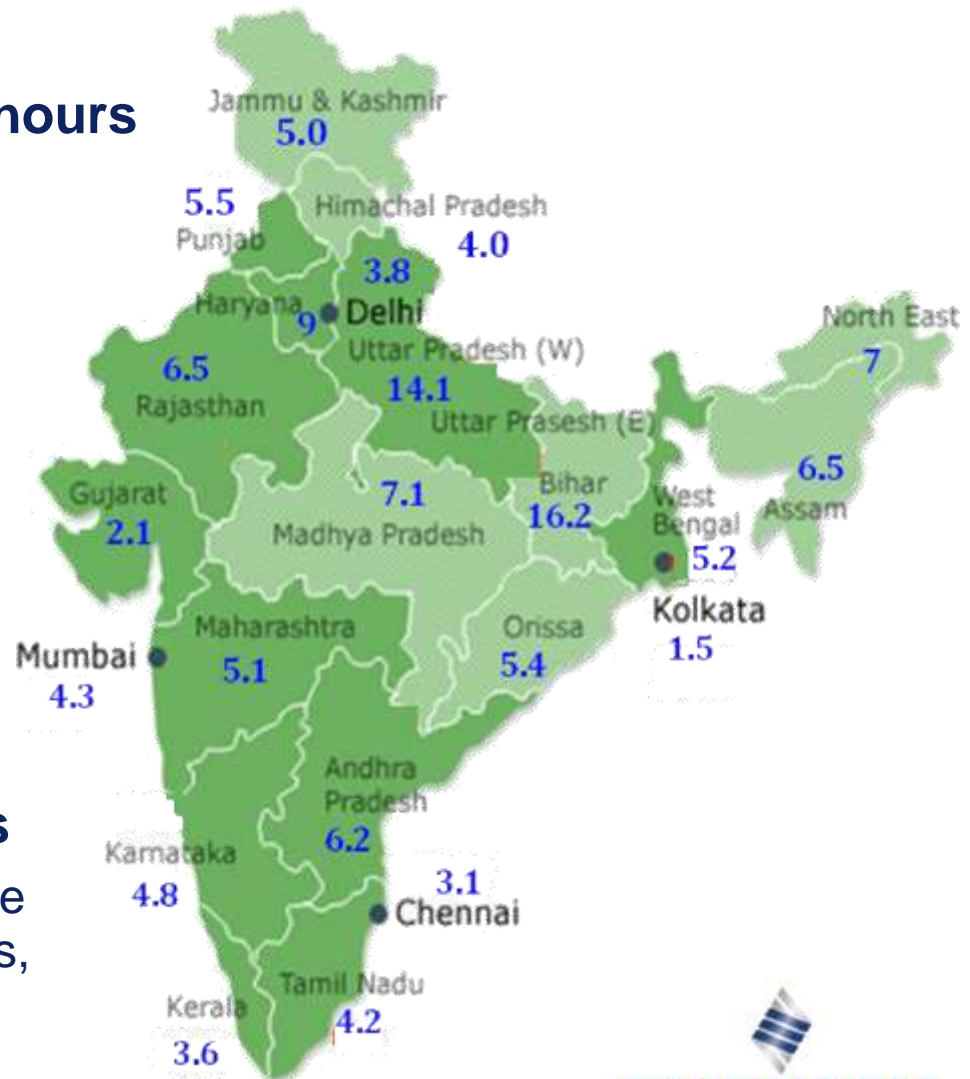 hours
Jammu & Kashmir
5.0
5.5
Punjab
Himachal Pradesh
4.0
3.8
Haryana
9
Delhi
North East
7
Uttar Pradesh (W)
14.1
6.5
Rajasthan
Uttar Prasesh (E)
6.5
Assam
Gujarat
2.1
7.1
Madhya Pradesh
Bihar
16.2
West
Bengal
5.2
Kolkata
1.5
Maharashtra
5.1
Orissa
5.4
Mumbai
4.3
Andhra
Pradesh
6.2
s
e
s,
Karnataka
4.8
3.1
Chennai
Tamil Nadu
4.2
Kerala
3.6